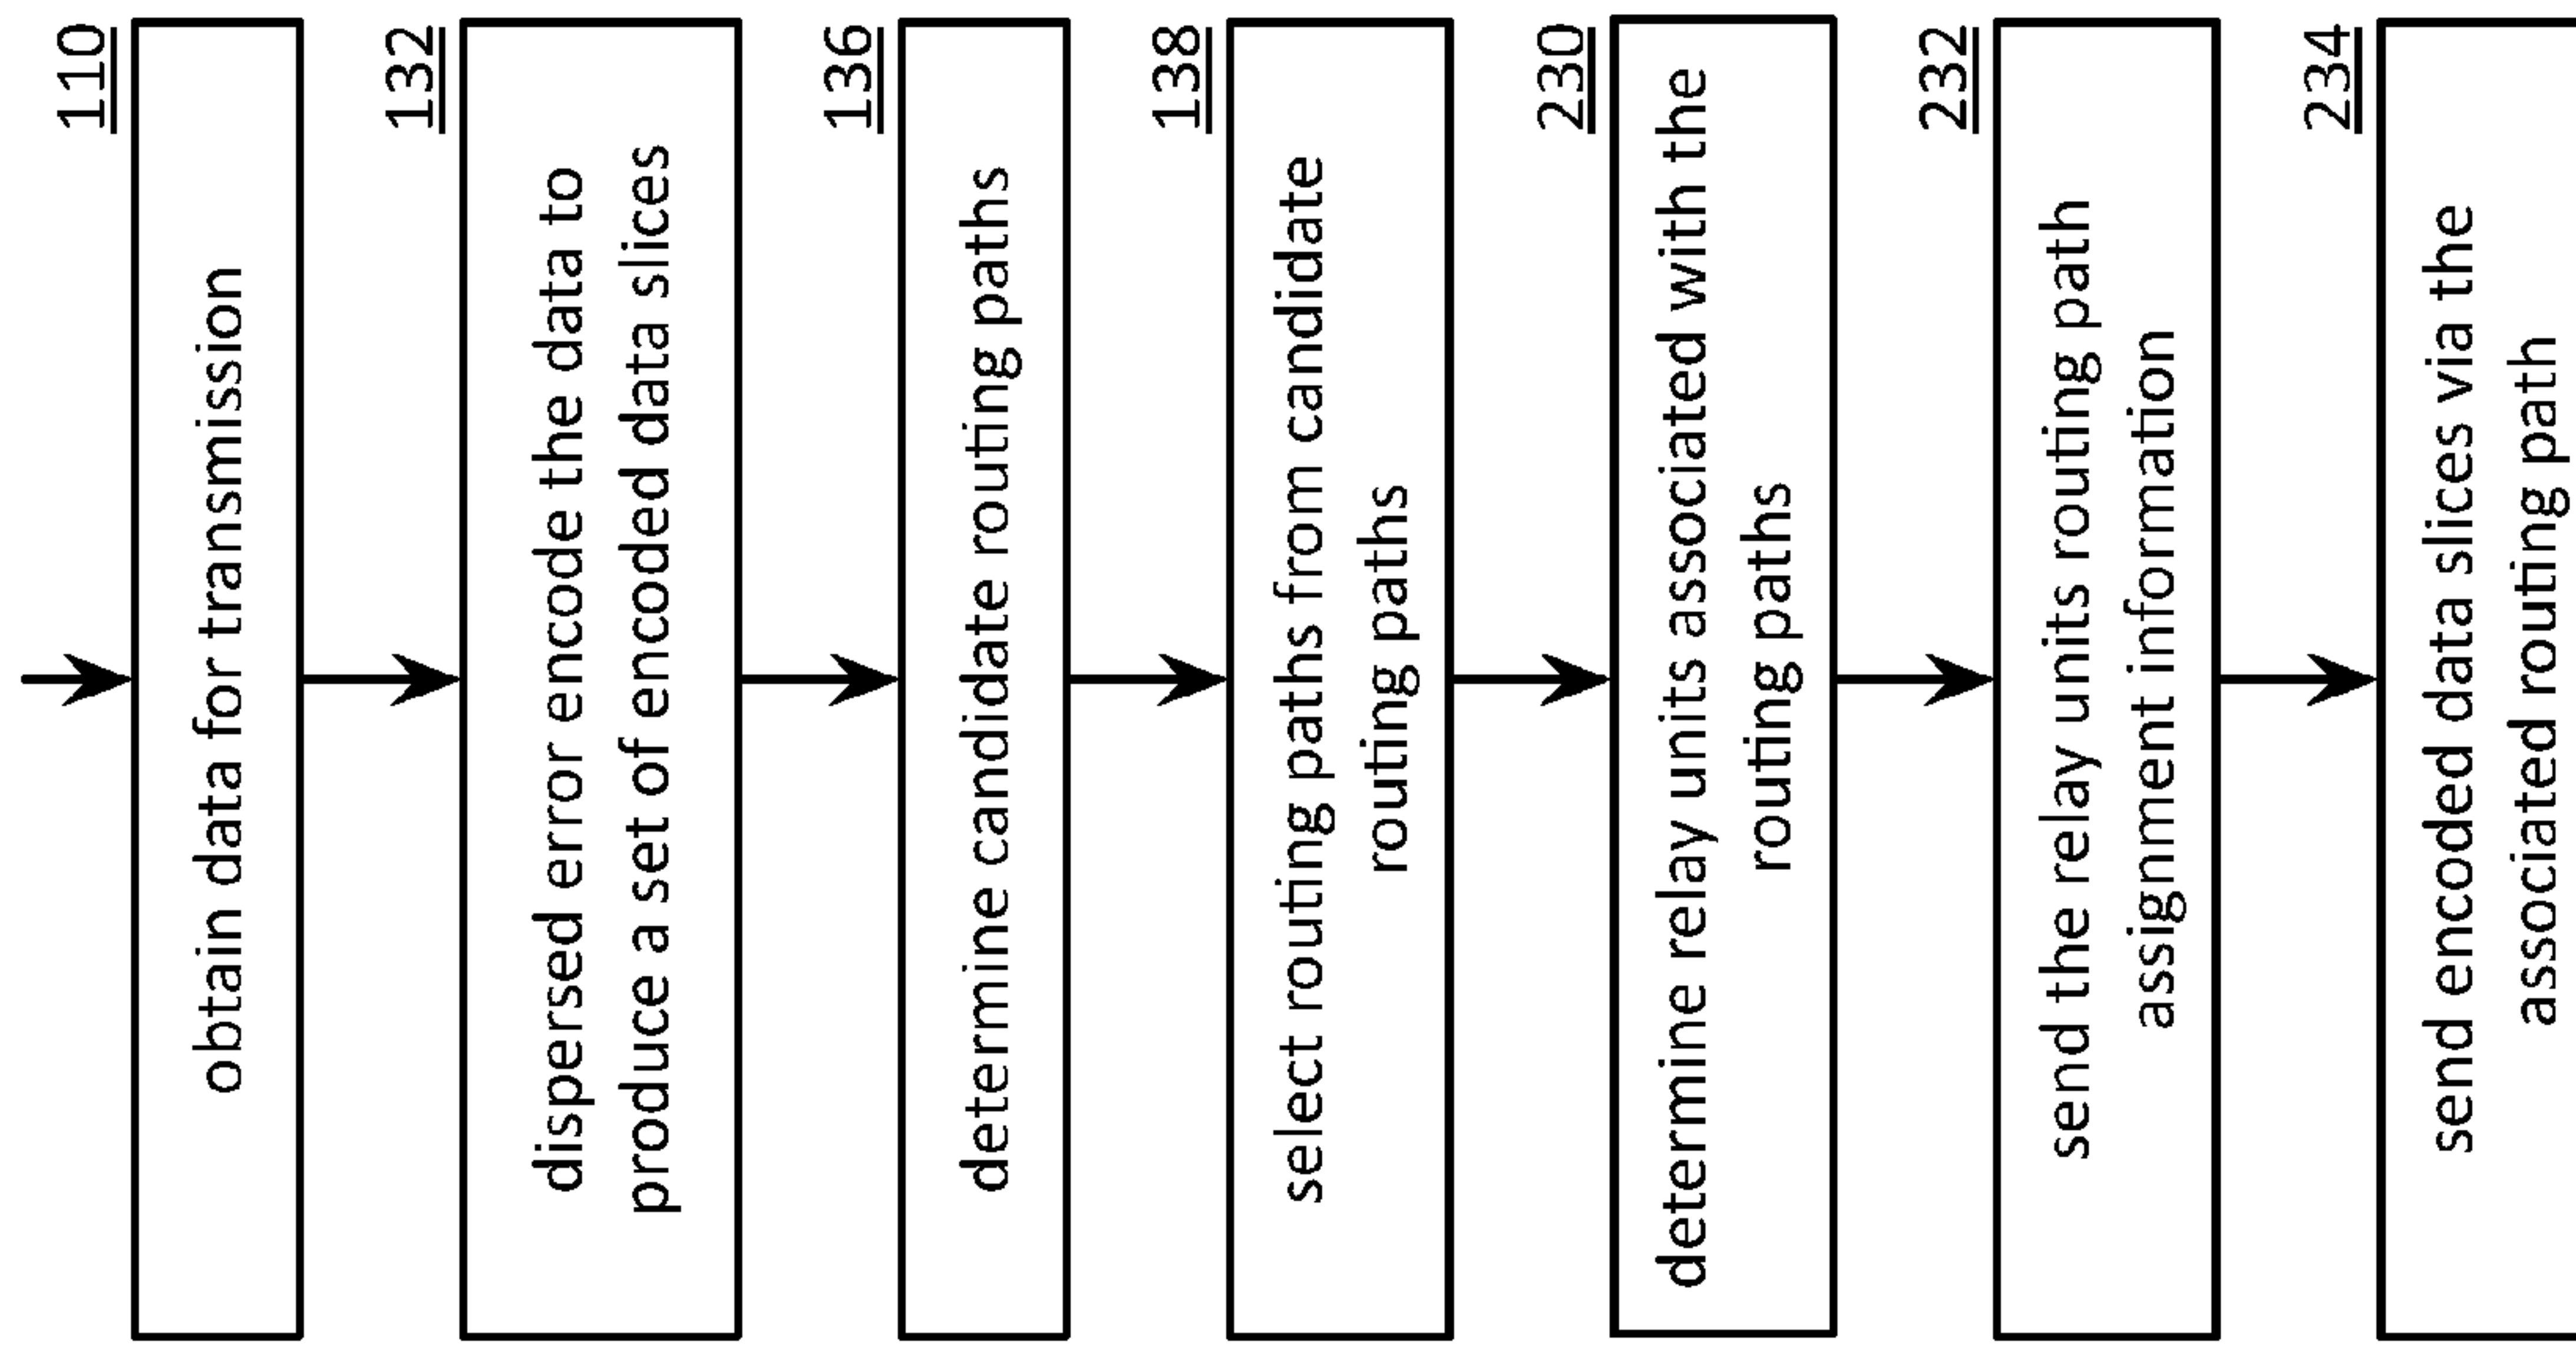 110
obtain data for transmission
132
dispersed error encode the data to
produce a set of encoded data slices
136
determine candidate routing paths
138
select routing paths from candidate
routing paths
230
determine relay units associated with the
routing paths
232
send the relay units routing path
assignment information
234
send encoded data slices via the
associated routing path